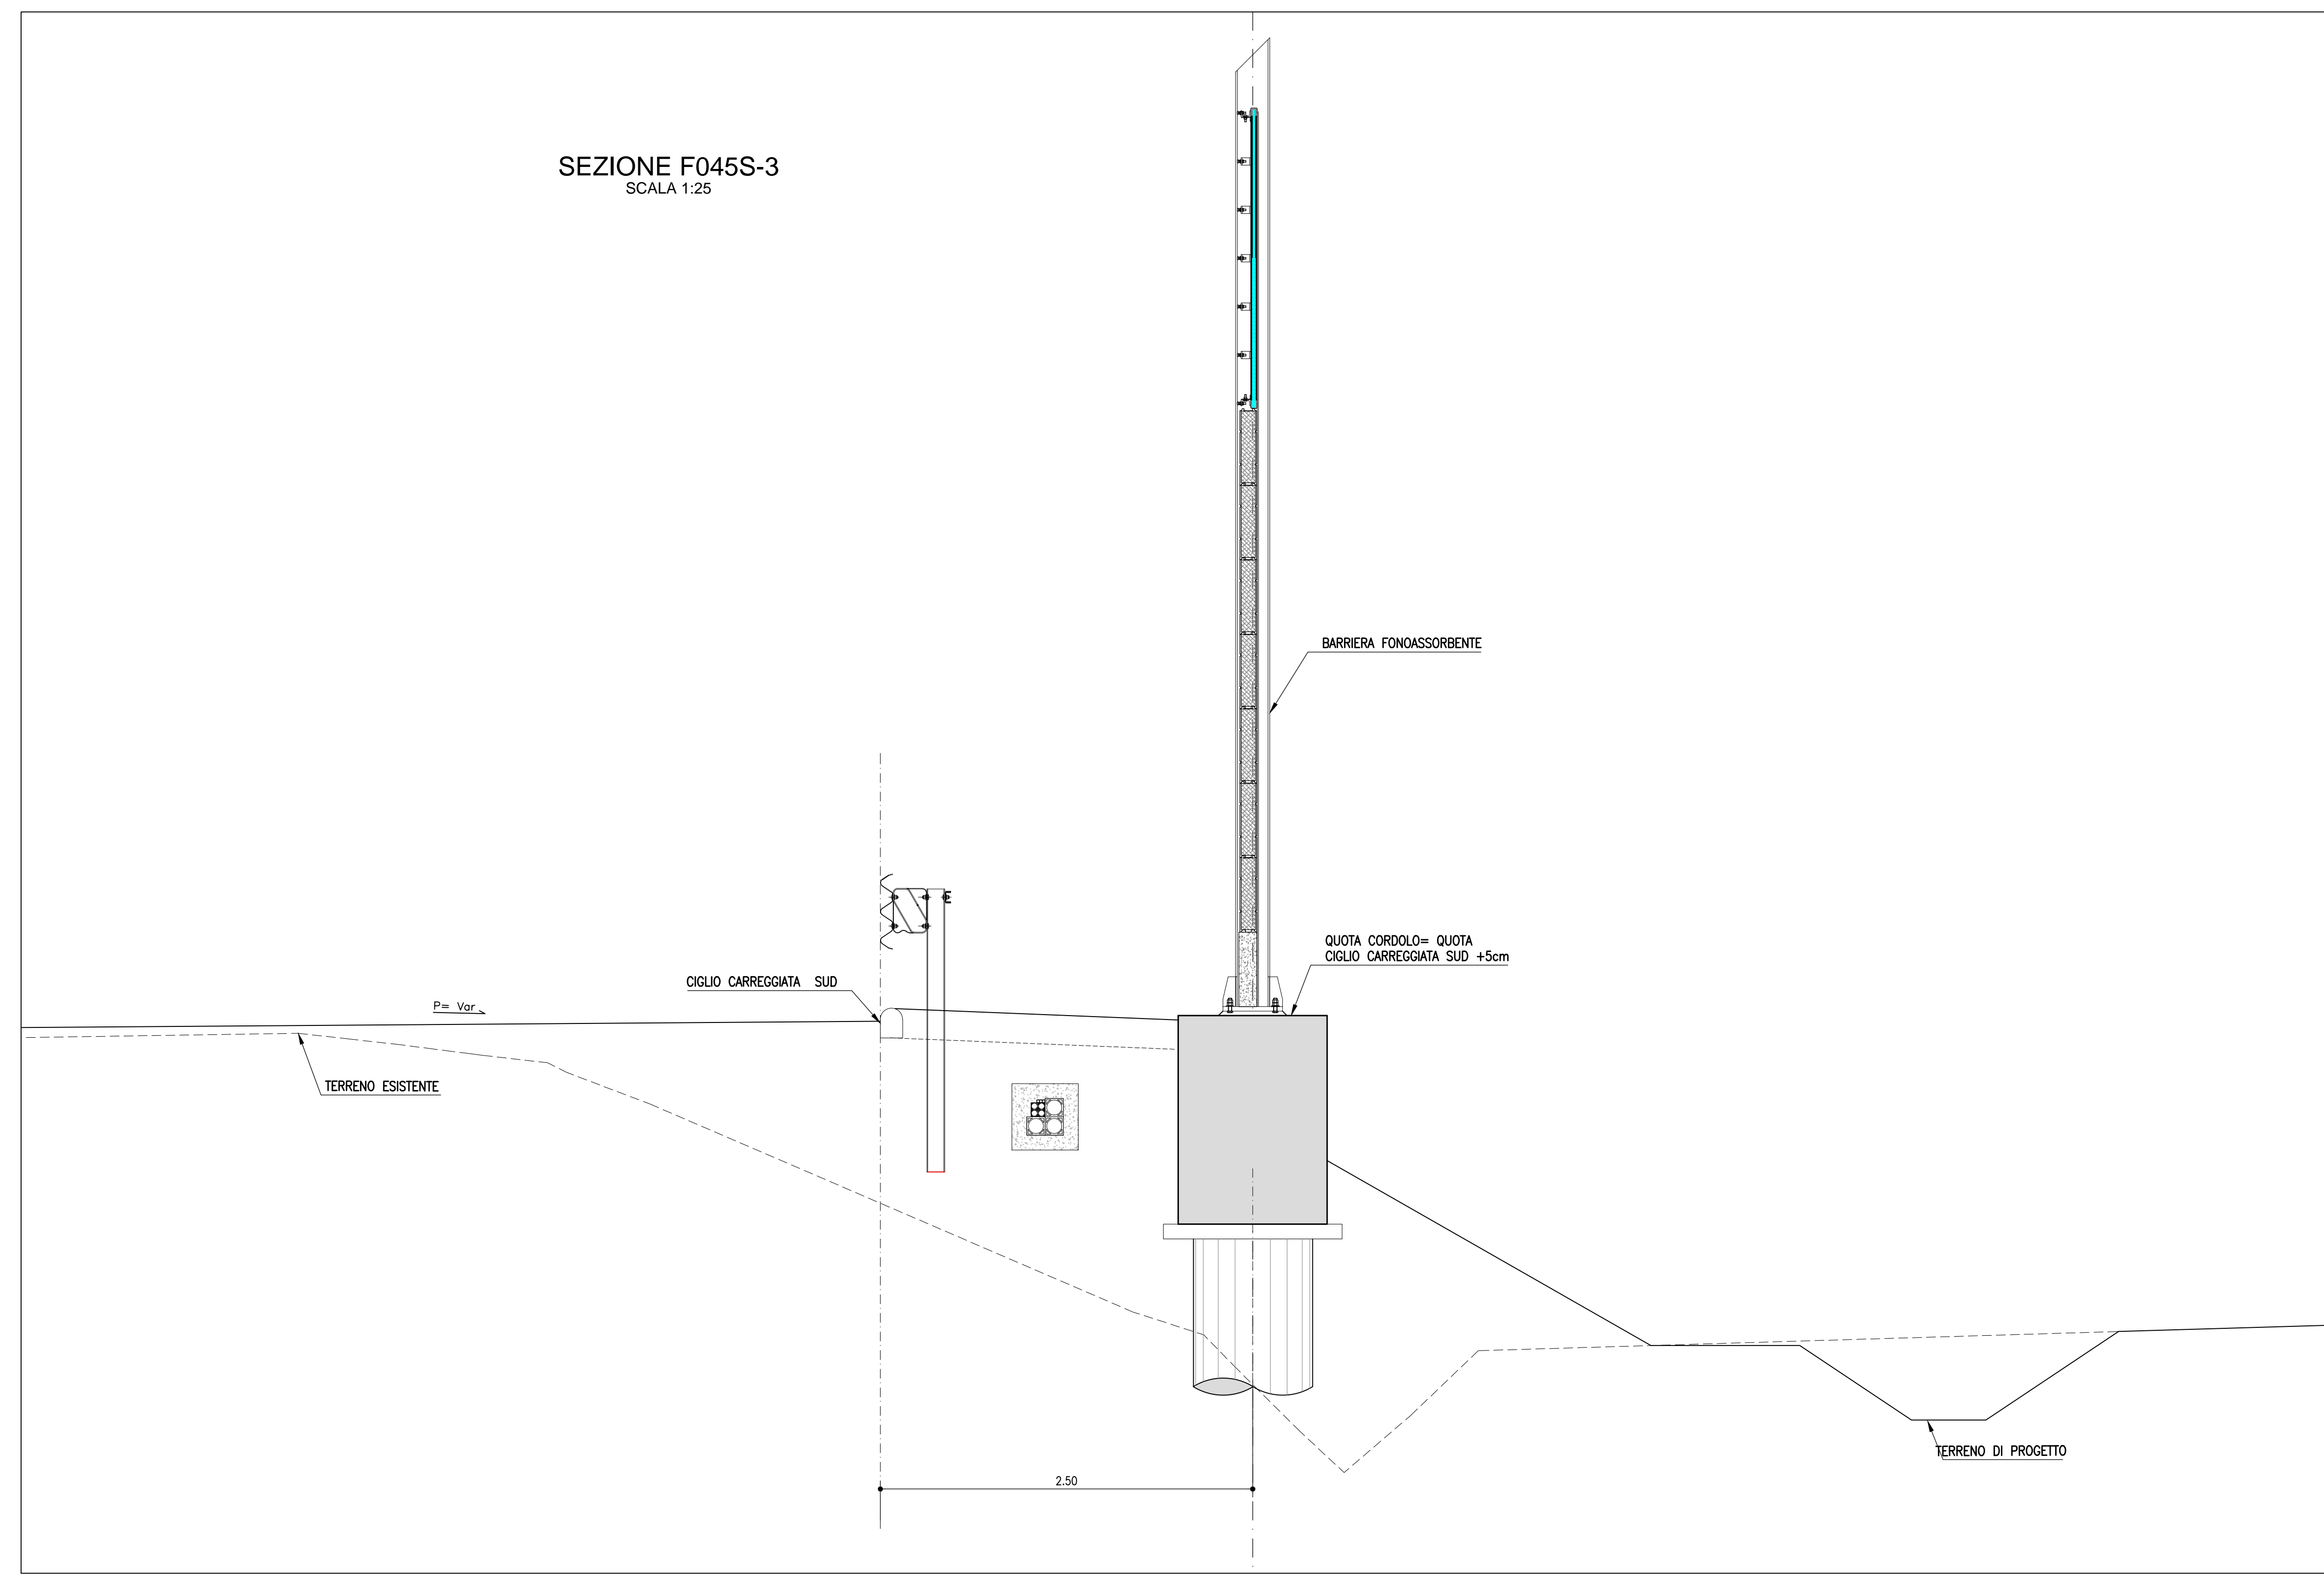 SEZIONE F045S-3
SCALA 1:25
BARRIERA FONOASSORBENTE
QUOTA CORDOLO= QUOTA
CIGLIO CARREGGIATA SUD +5cm
CIGLIO CARREGGIATA SUD
P= Var
TERRENO ESISTENTE
TERRENO DI PROGETTO
2.50